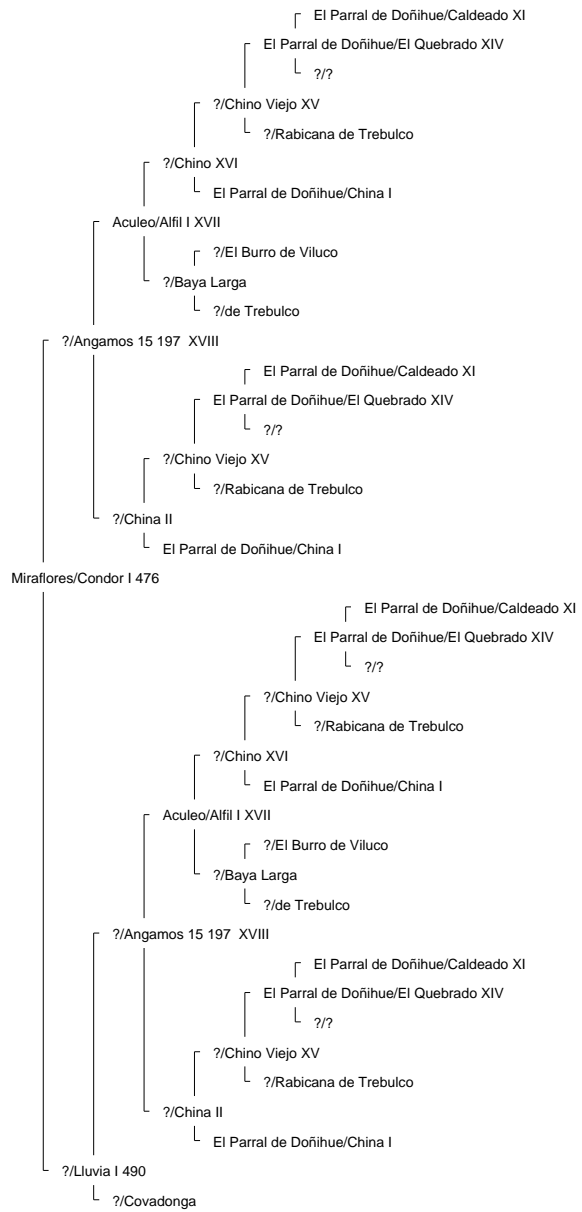 El Parral de Doñihue/Caldeado XI
El Parral de Doñihue/El Quebrado XIV
?/?
?/Chino Viejo XV
?/Rabicana de Trebulco
?/Chino XVI
El Parral de Doñihue/China I
Aculeo/Alfil I XVII
?/El Burro de Viluco
?/Baya Larga
?/de Trebulco
?/Angamos 15 197  XVIII
El Parral de Doñihue/Caldeado XI
El Parral de Doñihue/El Quebrado XIV
?/?
?/Chino Viejo XV
?/Rabicana de Trebulco
?/China II
El Parral de Doñihue/China I
Miraflores/Condor I 476
El Parral de Doñihue/Caldeado XI
El Parral de Doñihue/El Quebrado XIV
?/?
?/Chino Viejo XV
?/Rabicana de Trebulco
?/Chino XVI
El Parral de Doñihue/China I
Aculeo/Alfil I XVII
?/El Burro de Viluco
?/Baya Larga
?/de Trebulco
?/Angamos 15 197  XVIII
El Parral de Doñihue/Caldeado XI
El Parral de Doñihue/El Quebrado XIV
?/?
?/Chino Viejo XV
?/Rabicana de Trebulco
?/China II
El Parral de Doñihue/China I
?/Lluvia I 490
?/Covadonga